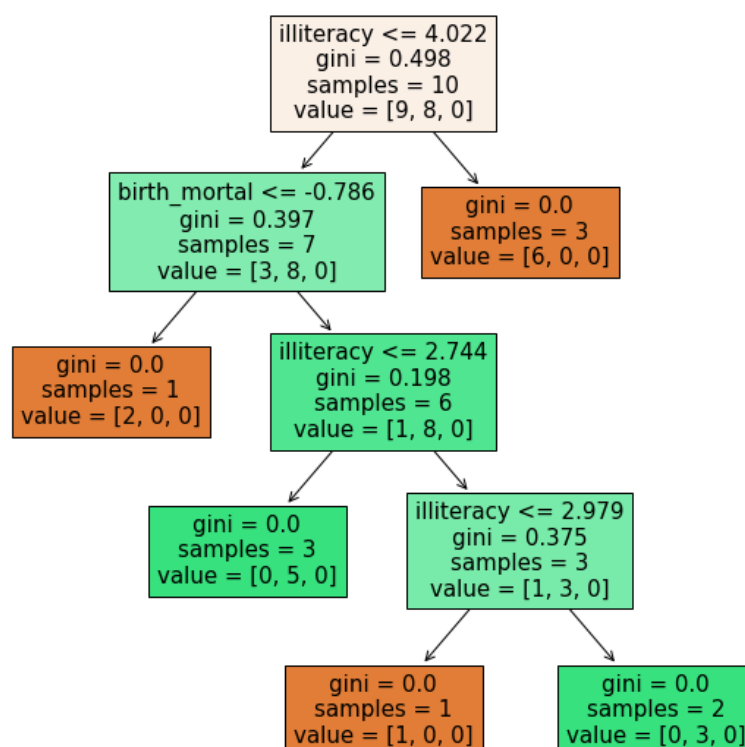 illiteracy <= 4.022
gini = 0.498
samples = 10
value = [9, 8, 0]
birth_mortal <= -0.786
gini = 0.397
samples = 7
value = [3, 8, 0]
gini = 0.0
samples = 3
value = [6, 0, 0]
gini = 0.0
samples = 1
value = [2, 0, 0]
illiteracy <= 2.744
gini = 0.198
samples = 6
value = [1, 8, 0]
gini = 0.0
samples = 3
value = [0, 5, 0]
illiteracy <= 2.979
gini = 0.375
samples = 3
value = [1, 3, 0]
gini = 0.0
samples = 1
value = [1, 0, 0]
gini = 0.0
samples = 2
value = [0, 3, 0]